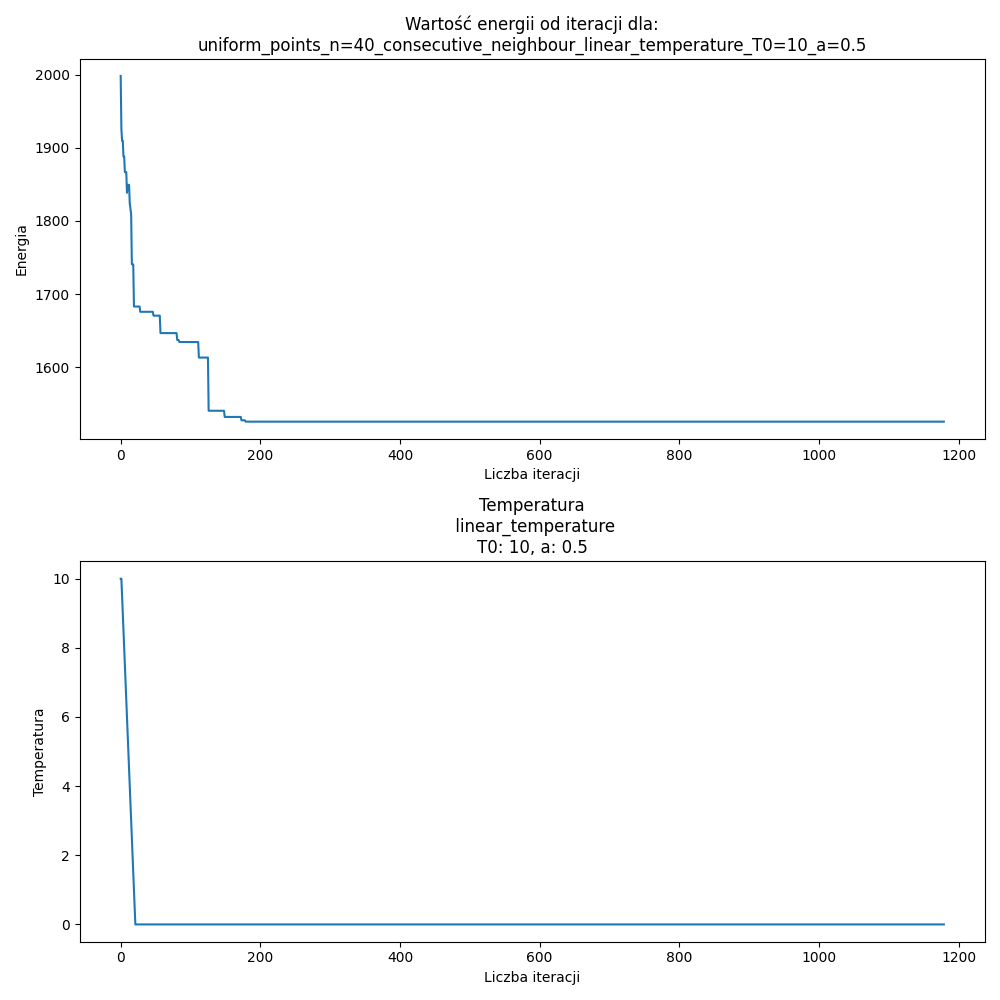 Wartość energii od iteracji dla:
uniform_points_n=40_consecutive_neighbour_linear_temperature_T0=10_a=0.5
2000
1900
1800
1700
1600
Energia
0 200 400 600 800 1000 1200
Liczba iteracji
Temperatura
linear_temperature
T0: 10, a: 0.5
10
8
6
4
2
0
Temperatura
0 200 400 600 800 1000 1200
Liczba iteracji